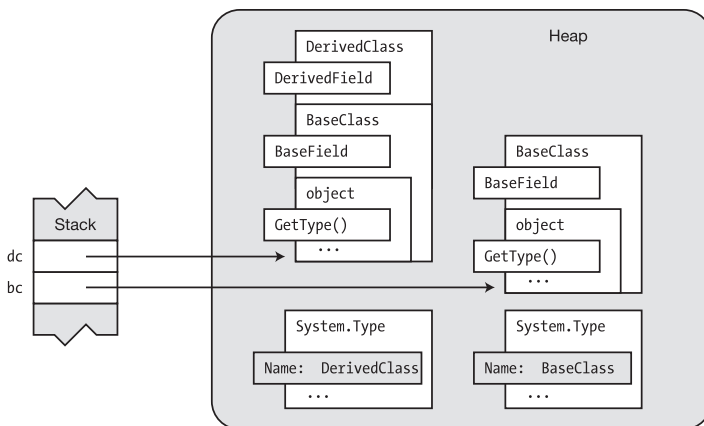 Heap
DerivedClass
DerivedField
BaseClass
BaseField
object
GetType()
...
BaseClass
BaseField
object
GetType()
...
Stack
dc
bc
System.Type
Name: DerivedClass
...
System.Type
Name: BaseClass
...